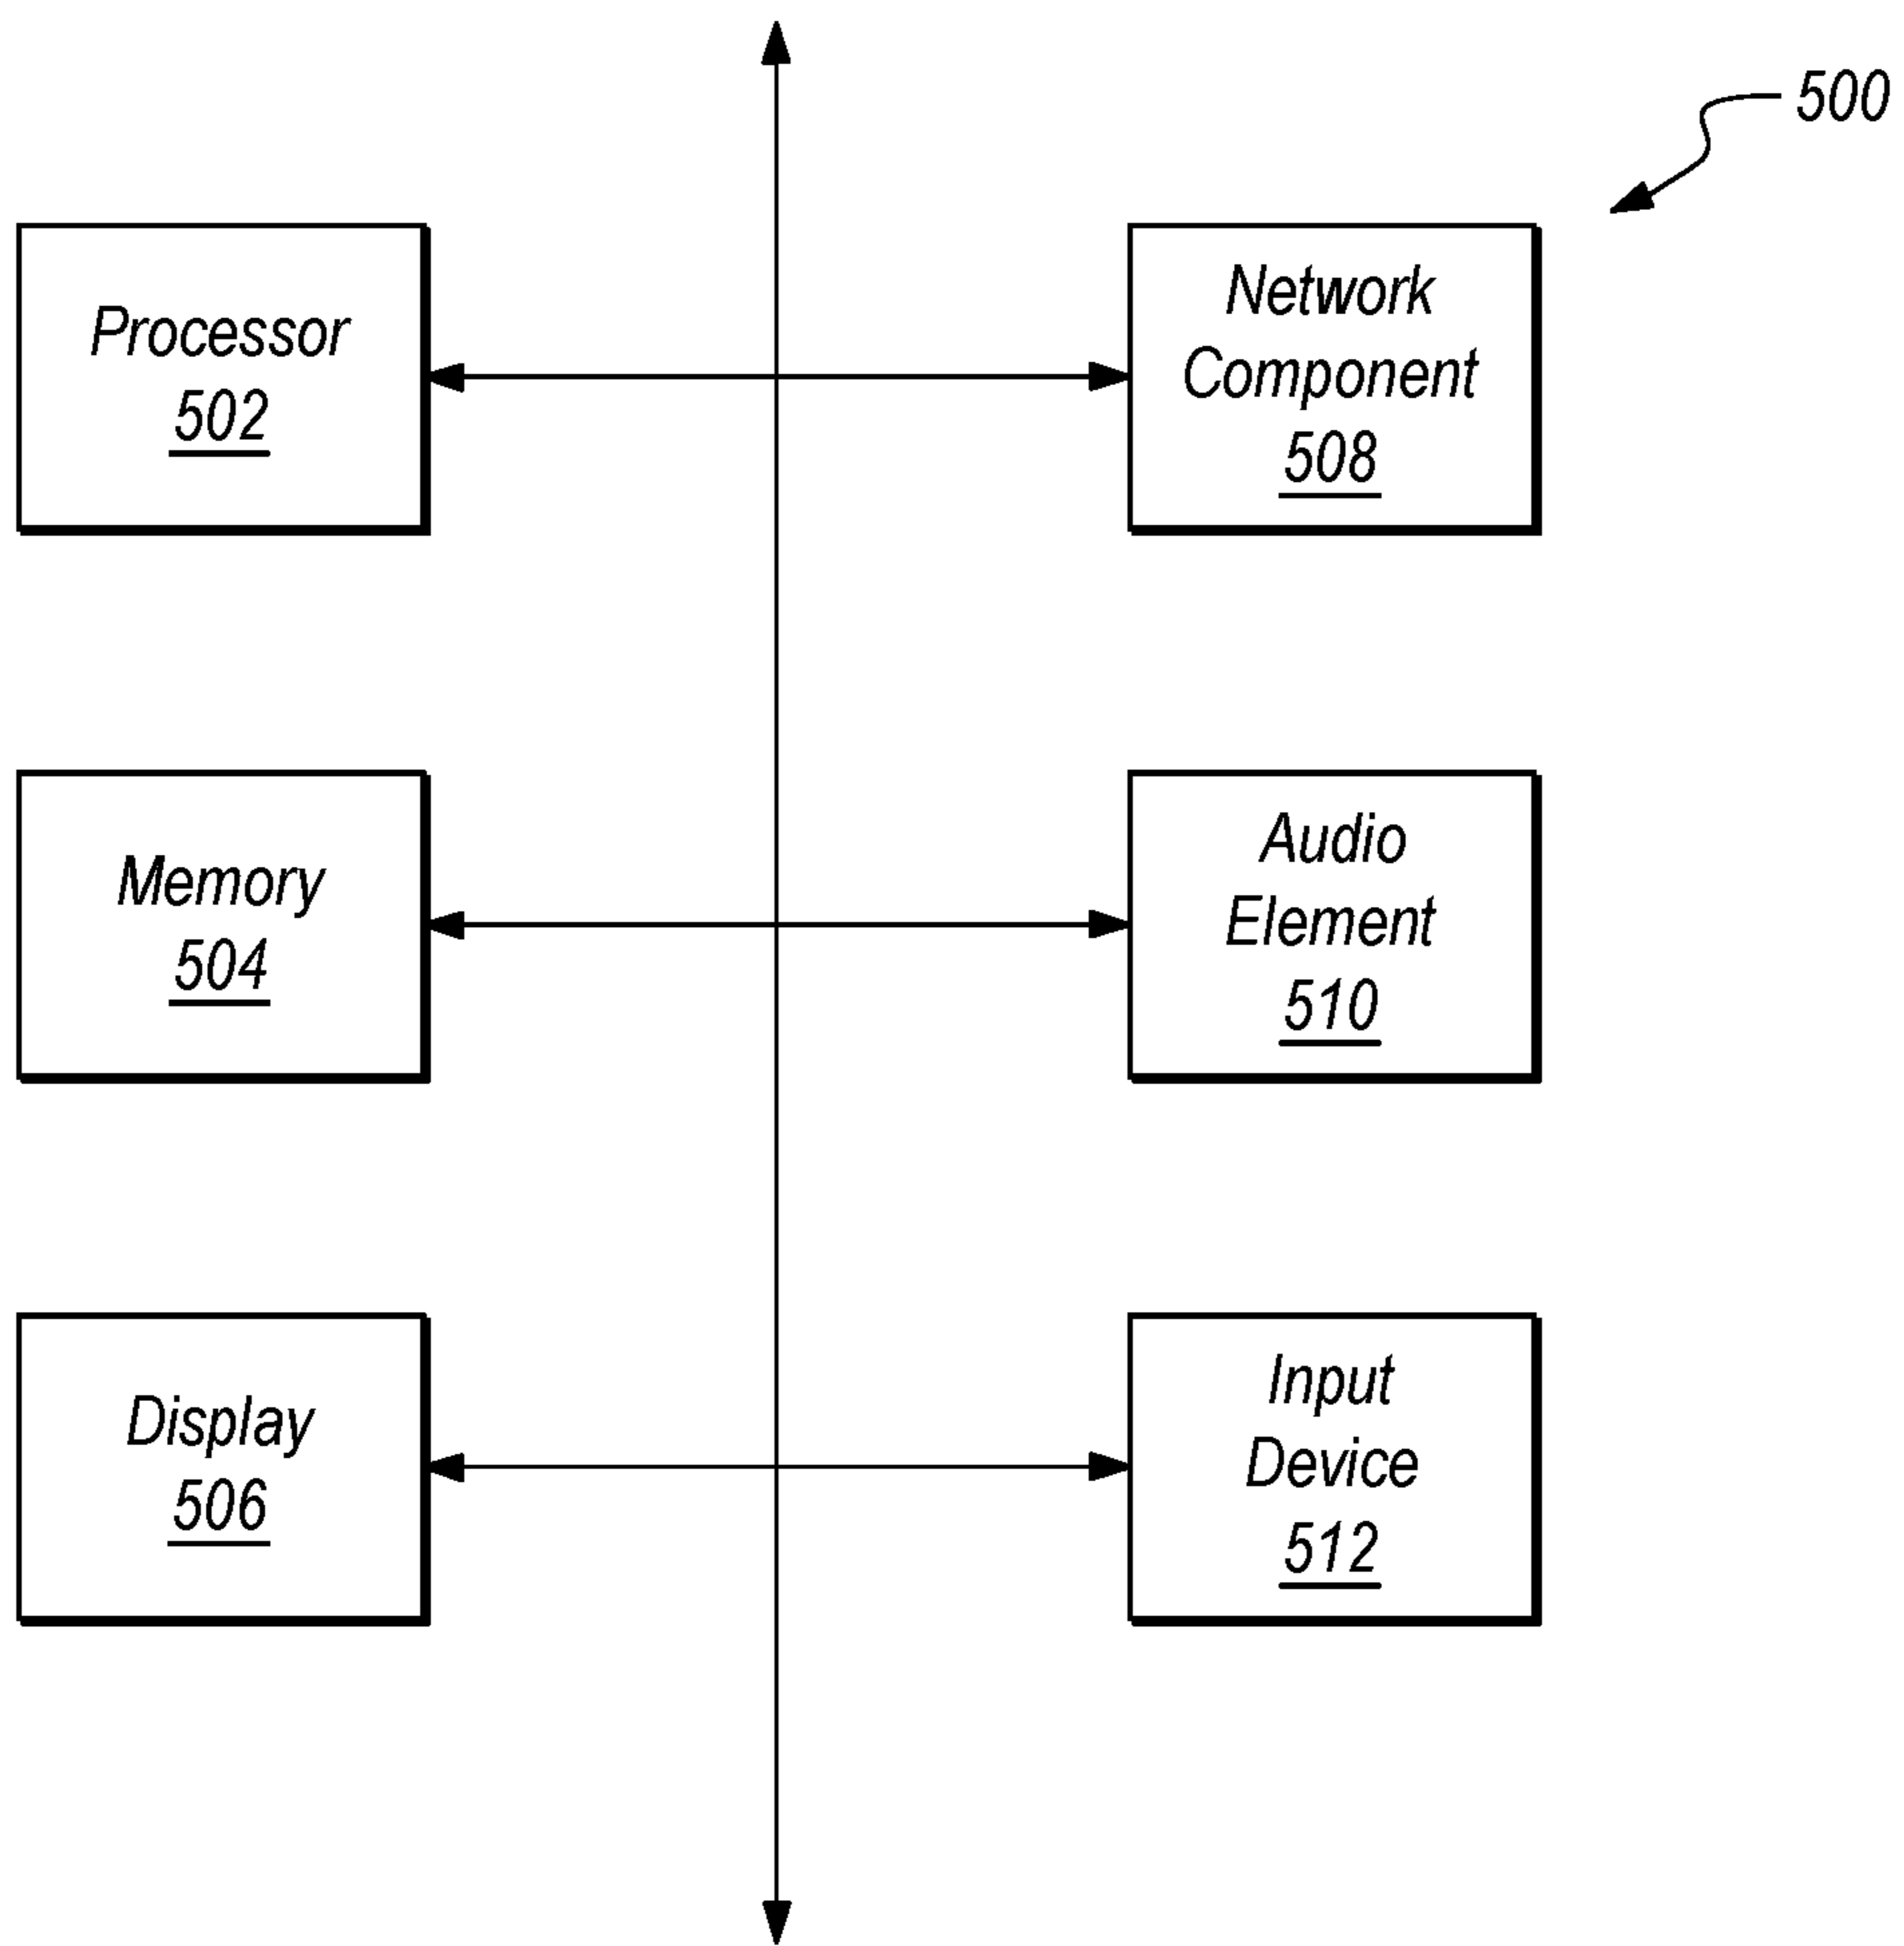 500
Processor
502
Network
Component
508
Memory
504
Audio
Element
510
Display
506
Input
Device
512